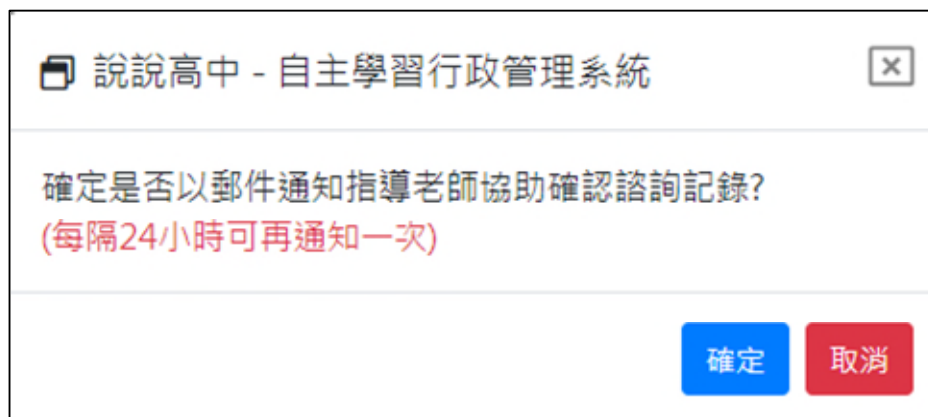 說說高中 - 自主學習行政管理系統
確定是否以郵件通知指導老師協助確認諮詢記錄?
(每隔24小時可再通知一次)
確定
取消